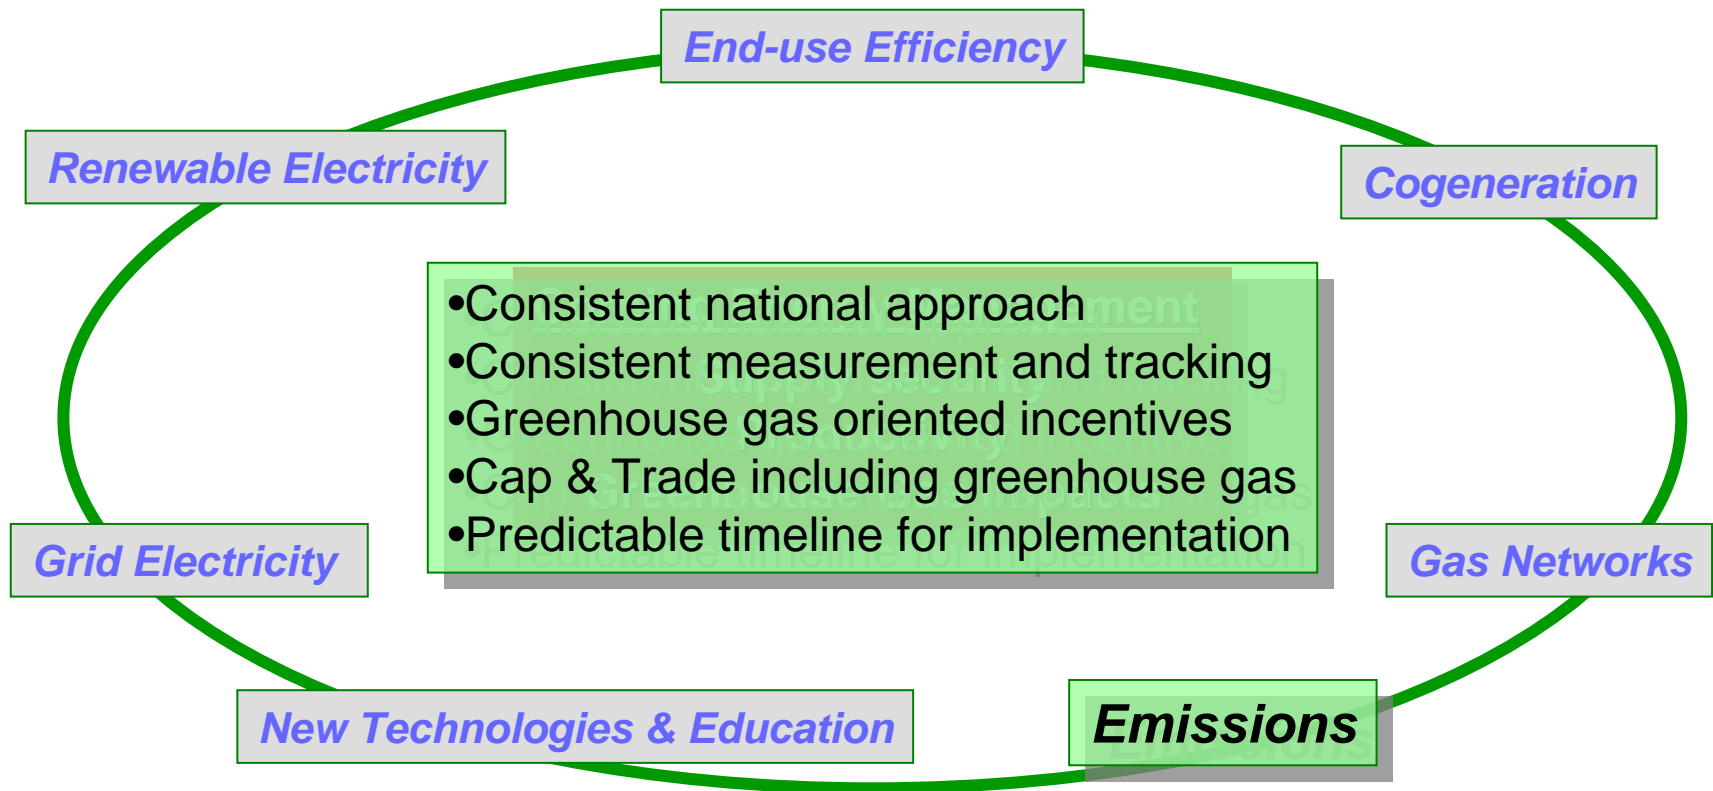 End-use Efficiency
Renewable Electricity
Cogeneration
•Consistent national approach
•Consistent measurement and tracking
•Greenhouse gas oriented incentives
•Cap & Trade including greenhouse gas
•Predictable timeline for implementation
Grid Electricity
Gas Networks
New Technologies & Education
Emissions